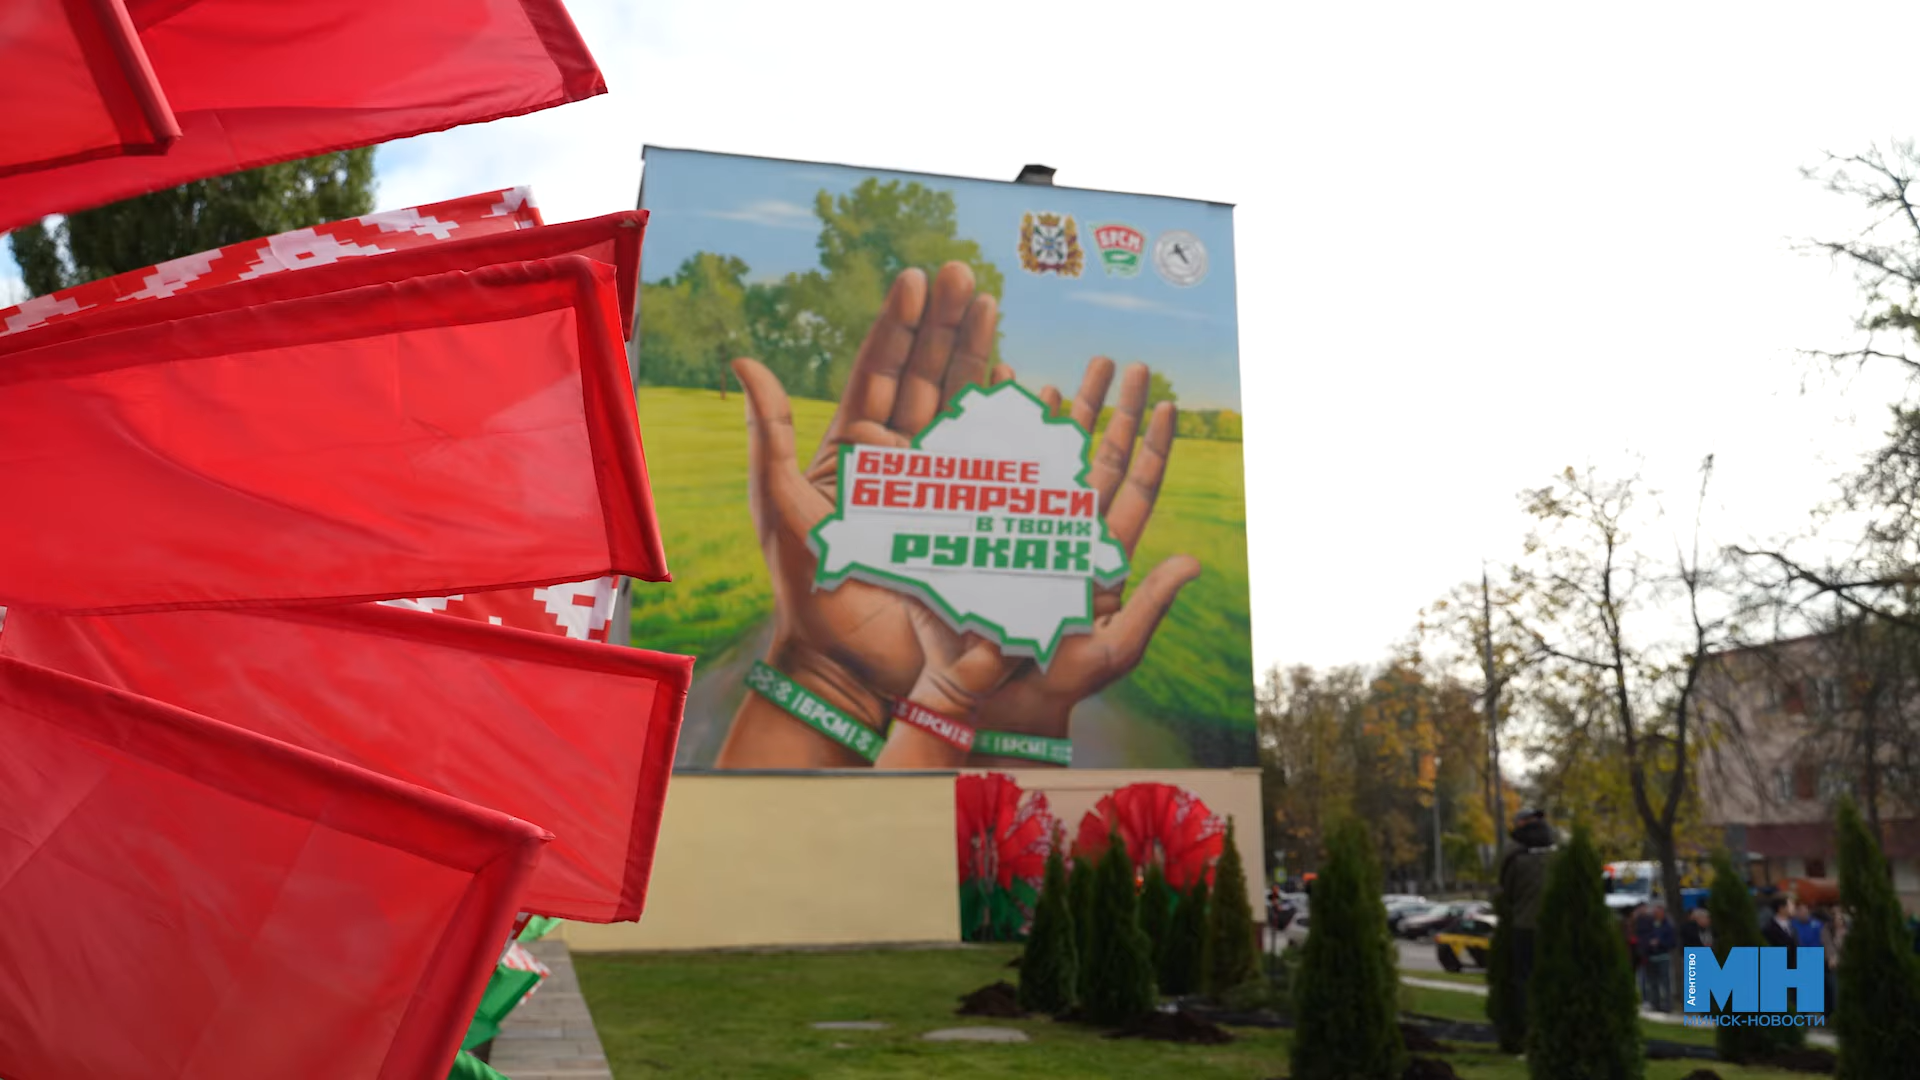 БРСМ
БУДУЩЕЕ
БЕЛАРУСИ
В ТВОИХ
РУКАХ
|БРСМ|
|БРСМ|
|БРСМ|
Агентство
МН
МИНСК-НОВОСТИ